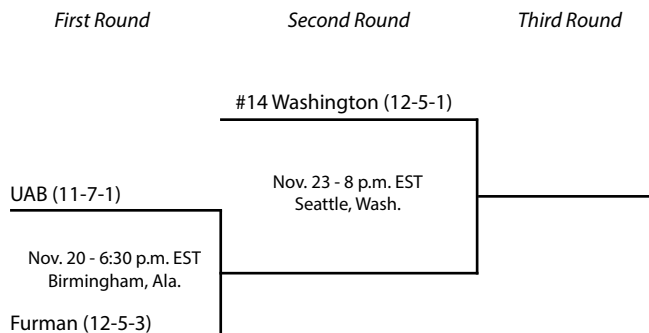 First Round Second Round Third Round
#14 Washington (12-5-1)
Nov. 23 - 8 p.m. EST
Seattle, Wash.
UAB (11-7-1)
Nov. 20 - 6:30 p.m. EST
Birmingham, Ala.
Furman (12-5-3)